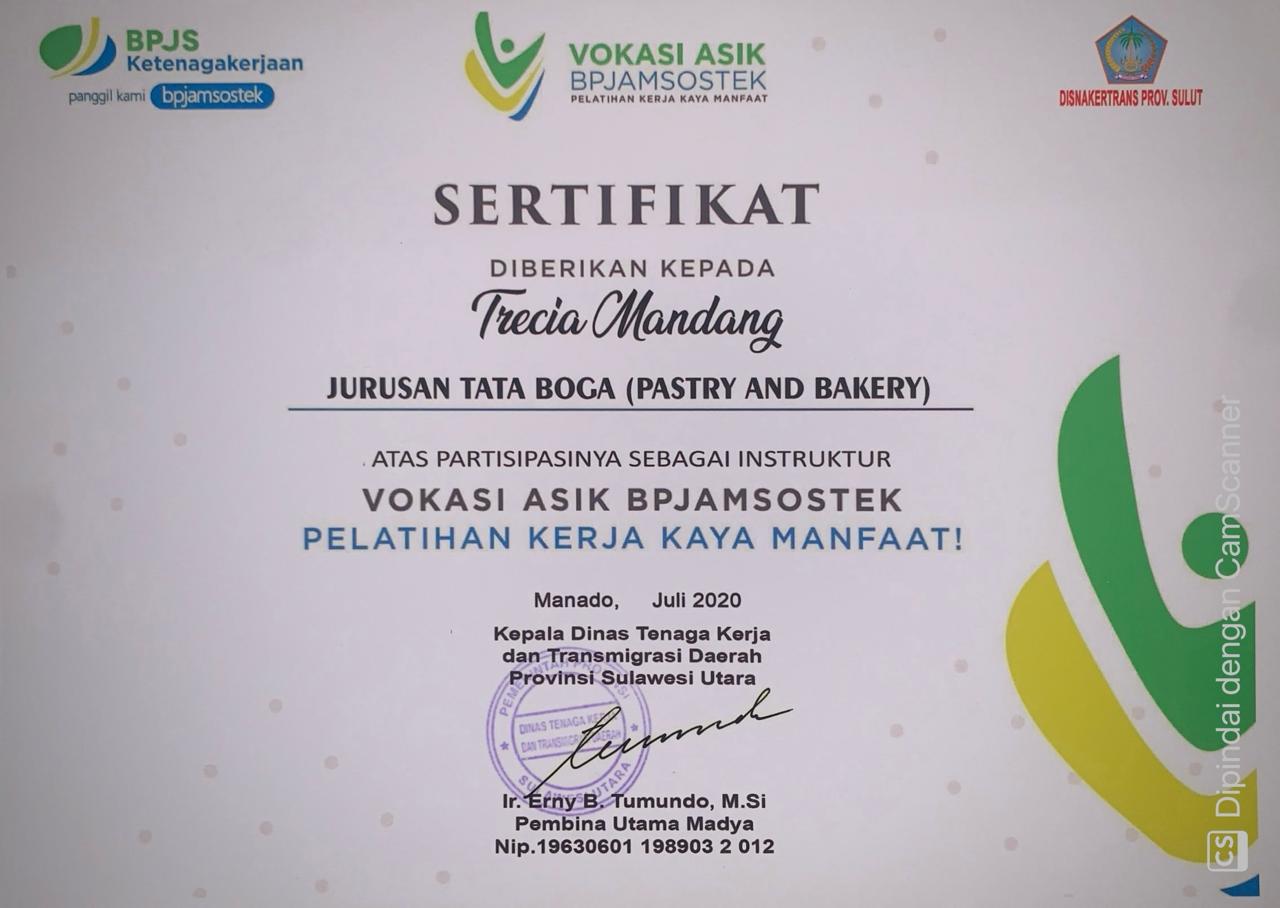 BPJS
Ketenagakerjaan
panggil kami bpjamsostek
VOKASI ASIK
BPJAMSOSTEK
PELATIHAN KERJA KAYA MANFAAT
DISNAKERTRANS PROV. SULUT
SERTIFIKAT
DIBERIKAN KEPADA
Trecia Mandang
JURUSAN TATA BOGA (PASTRY AND BAKERY)
ATAS PARTISIPASINYA SEBAGAI INSTRUKTUR
VOKASI ASIK BPJAMSOSTEK
PELATIHAN KERJA KAYA MANFAAT!
Manado, Juli 2020
Kepala Dinas Tenaga Kerja
dan Transmigrasi Daerah
Provinsi Sulawesi Utara
PEMERINTAH PROVINSI
DINAS TENAGA KERJA
DAN TRANSMIGRASI DAERAH
SULAWESI UTARA
Ir. Erny B. Tumundo, M.Si
Pembina Utama Madya
Nip.19630601 198903 2 012
CS Dipindai dengan CamScanner